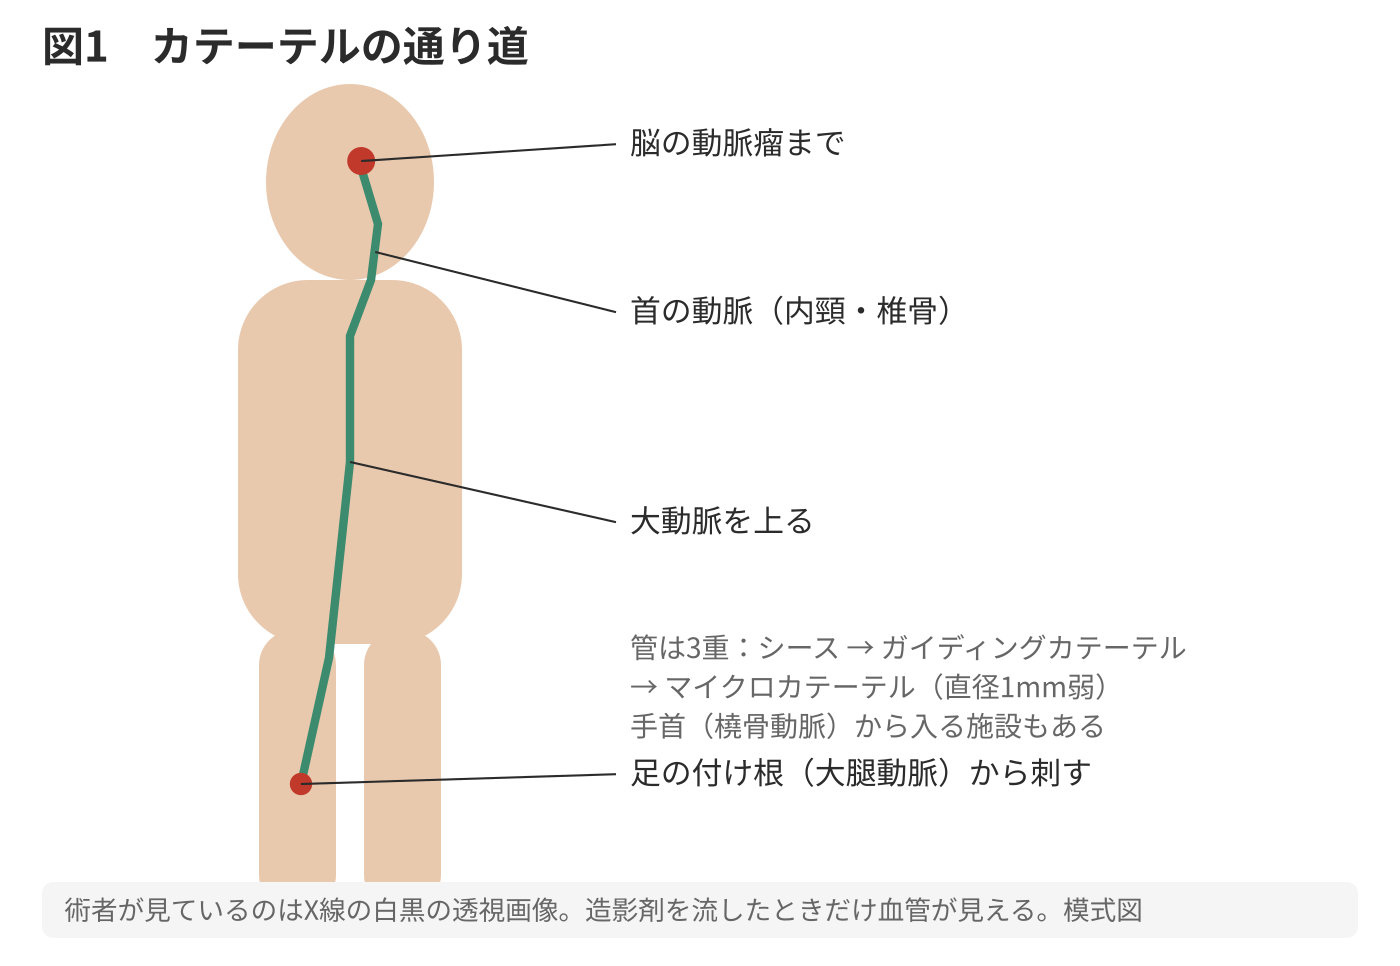 図1　カテーテルの通り道
脳の動脈瘤まで
首の動脈（内頸・椎骨）
大動脈を上る
管は3重：シース → ガイディングカテーテル
→ マイクロカテーテル（直径1mm弱）
手首（橈骨動脈）から入る施設もある
足の付け根（大腿動脈）から刺す
術者が見ているのはX線の白黒の透視画像。造影剤を流したときだけ血管が見える。模式図